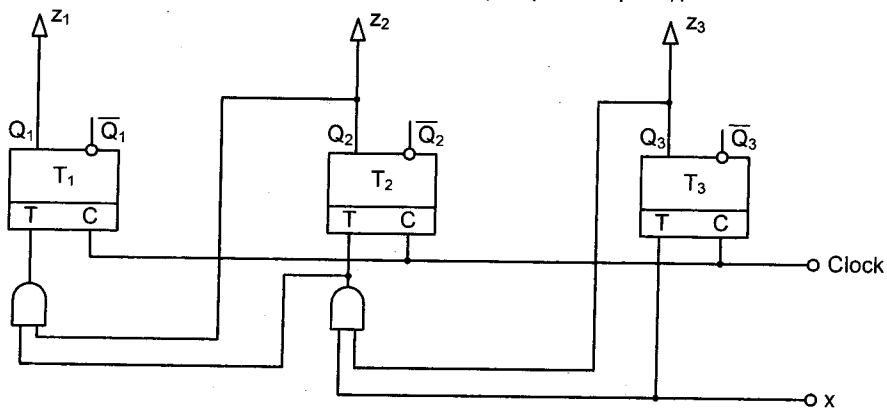 z₁ z₂ z₃
Q₁ Q̅₁ Q₂ Q̅₂ Q₃ Q̅₃
T₁ T₂ T₃
T C T C T C
Clock
x